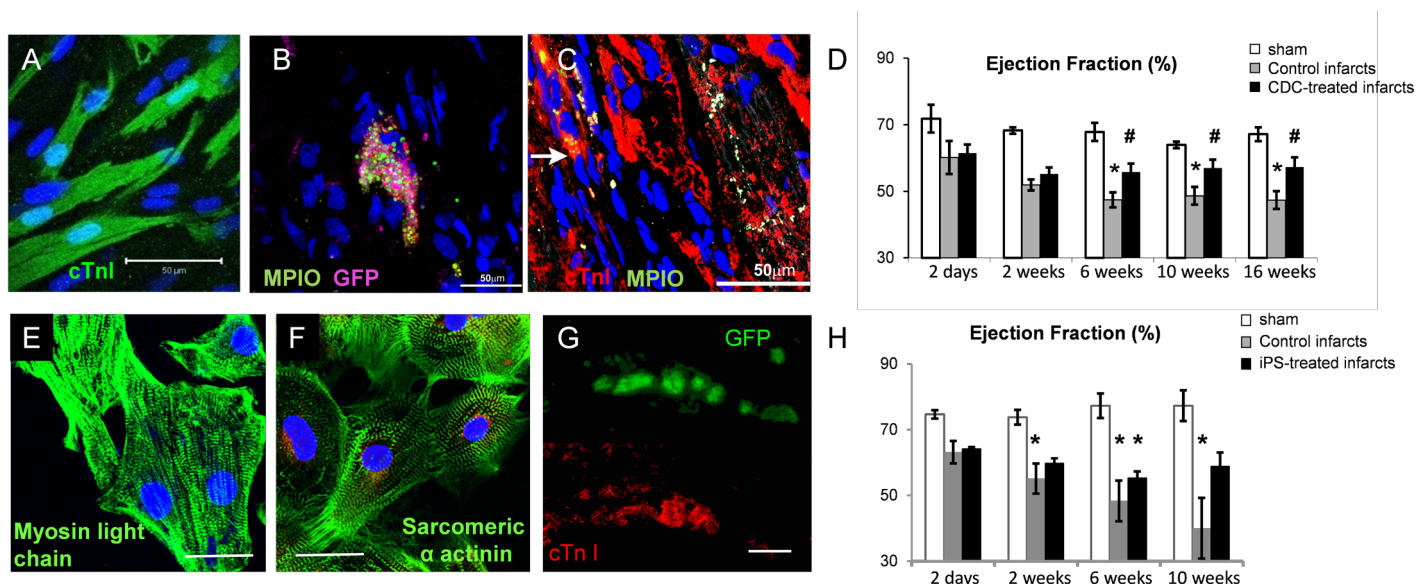 A
cTnI
50 µm
B
MPIO GFP
50µm
C
cTnI MPIO
50µm
D
Ejection Fraction (%)
sham
Control infarcts
CDC-treated infarcts
90
70
50
30
* # * # * #
2 days 2 weeks 6 weeks 10 weeks 16 weeks
E
Myosin light
chain
F
Sarcomeric
α actinin
G
GFP
cTn I
H
Ejection Fraction (%)
sham
Control infarcts
iPS-treated infarcts
90
70
50
30
* * * *
2 days 2 weeks 6 weeks 10 weeks